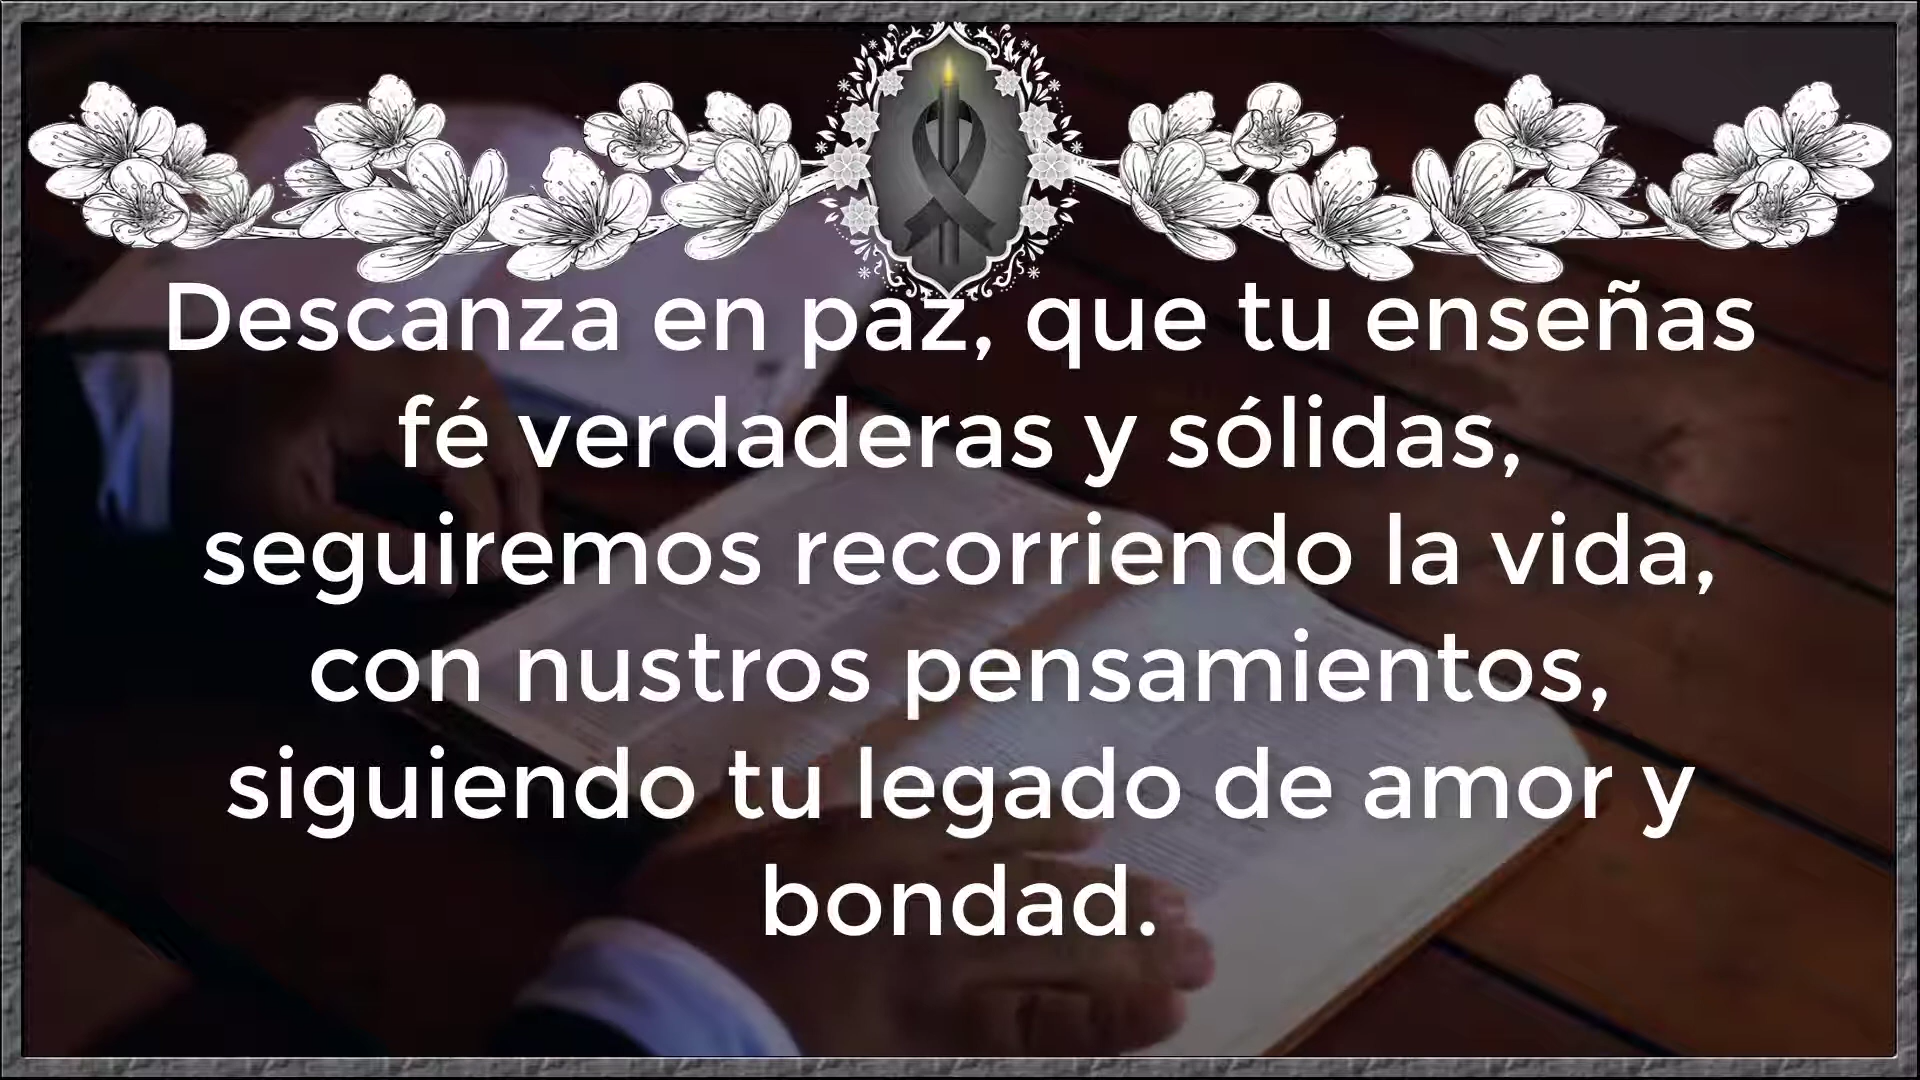 Descanza en paz, que tu enseñas
fé verdaderas y sólidas,
seguiremos recorriendo la vida,
con nustros pensamientos,
siguiendo tu legado de amor y
bondad.